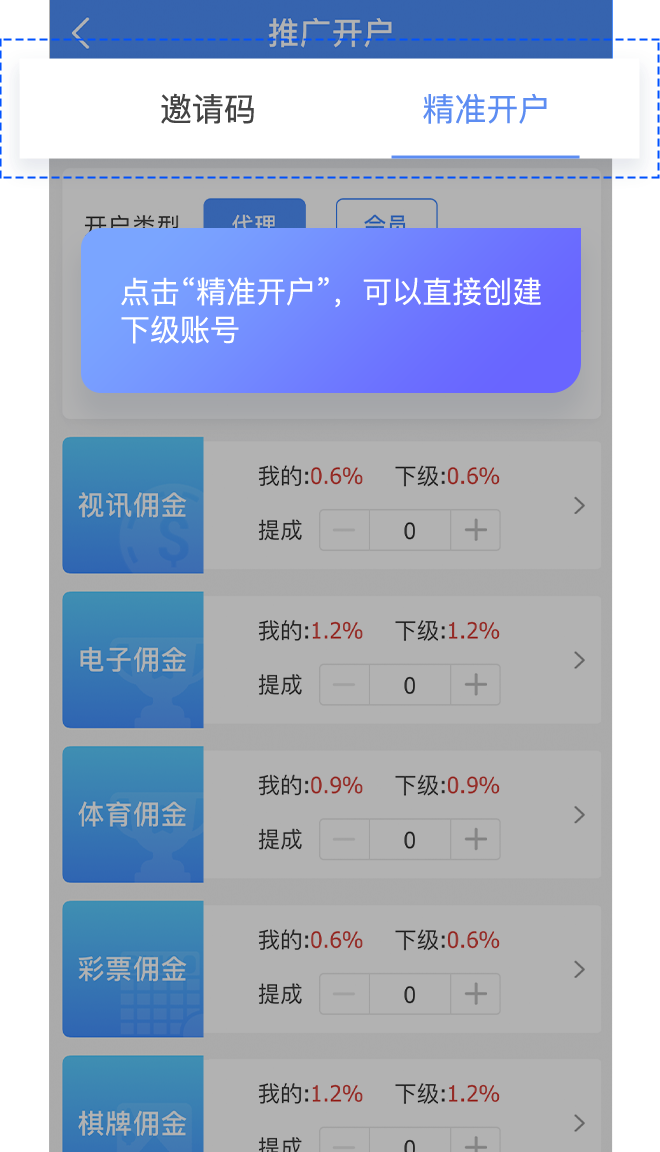 推广开户
邀请码 精准开户
开户类型 代理 会员
点击“精准开户”，可以直接创建
下级账号
视讯佣金
我的:0.6% 下级:0.6%
提成 0
电子佣金
我的:1.2% 下级:1.2%
提成 0
体育佣金
我的:0.9% 下级:0.9%
提成 0
彩票佣金
我的:0.6% 下级:0.6%
提成 0
棋牌佣金
我的:1.2% 下级:1.2%
提成 0